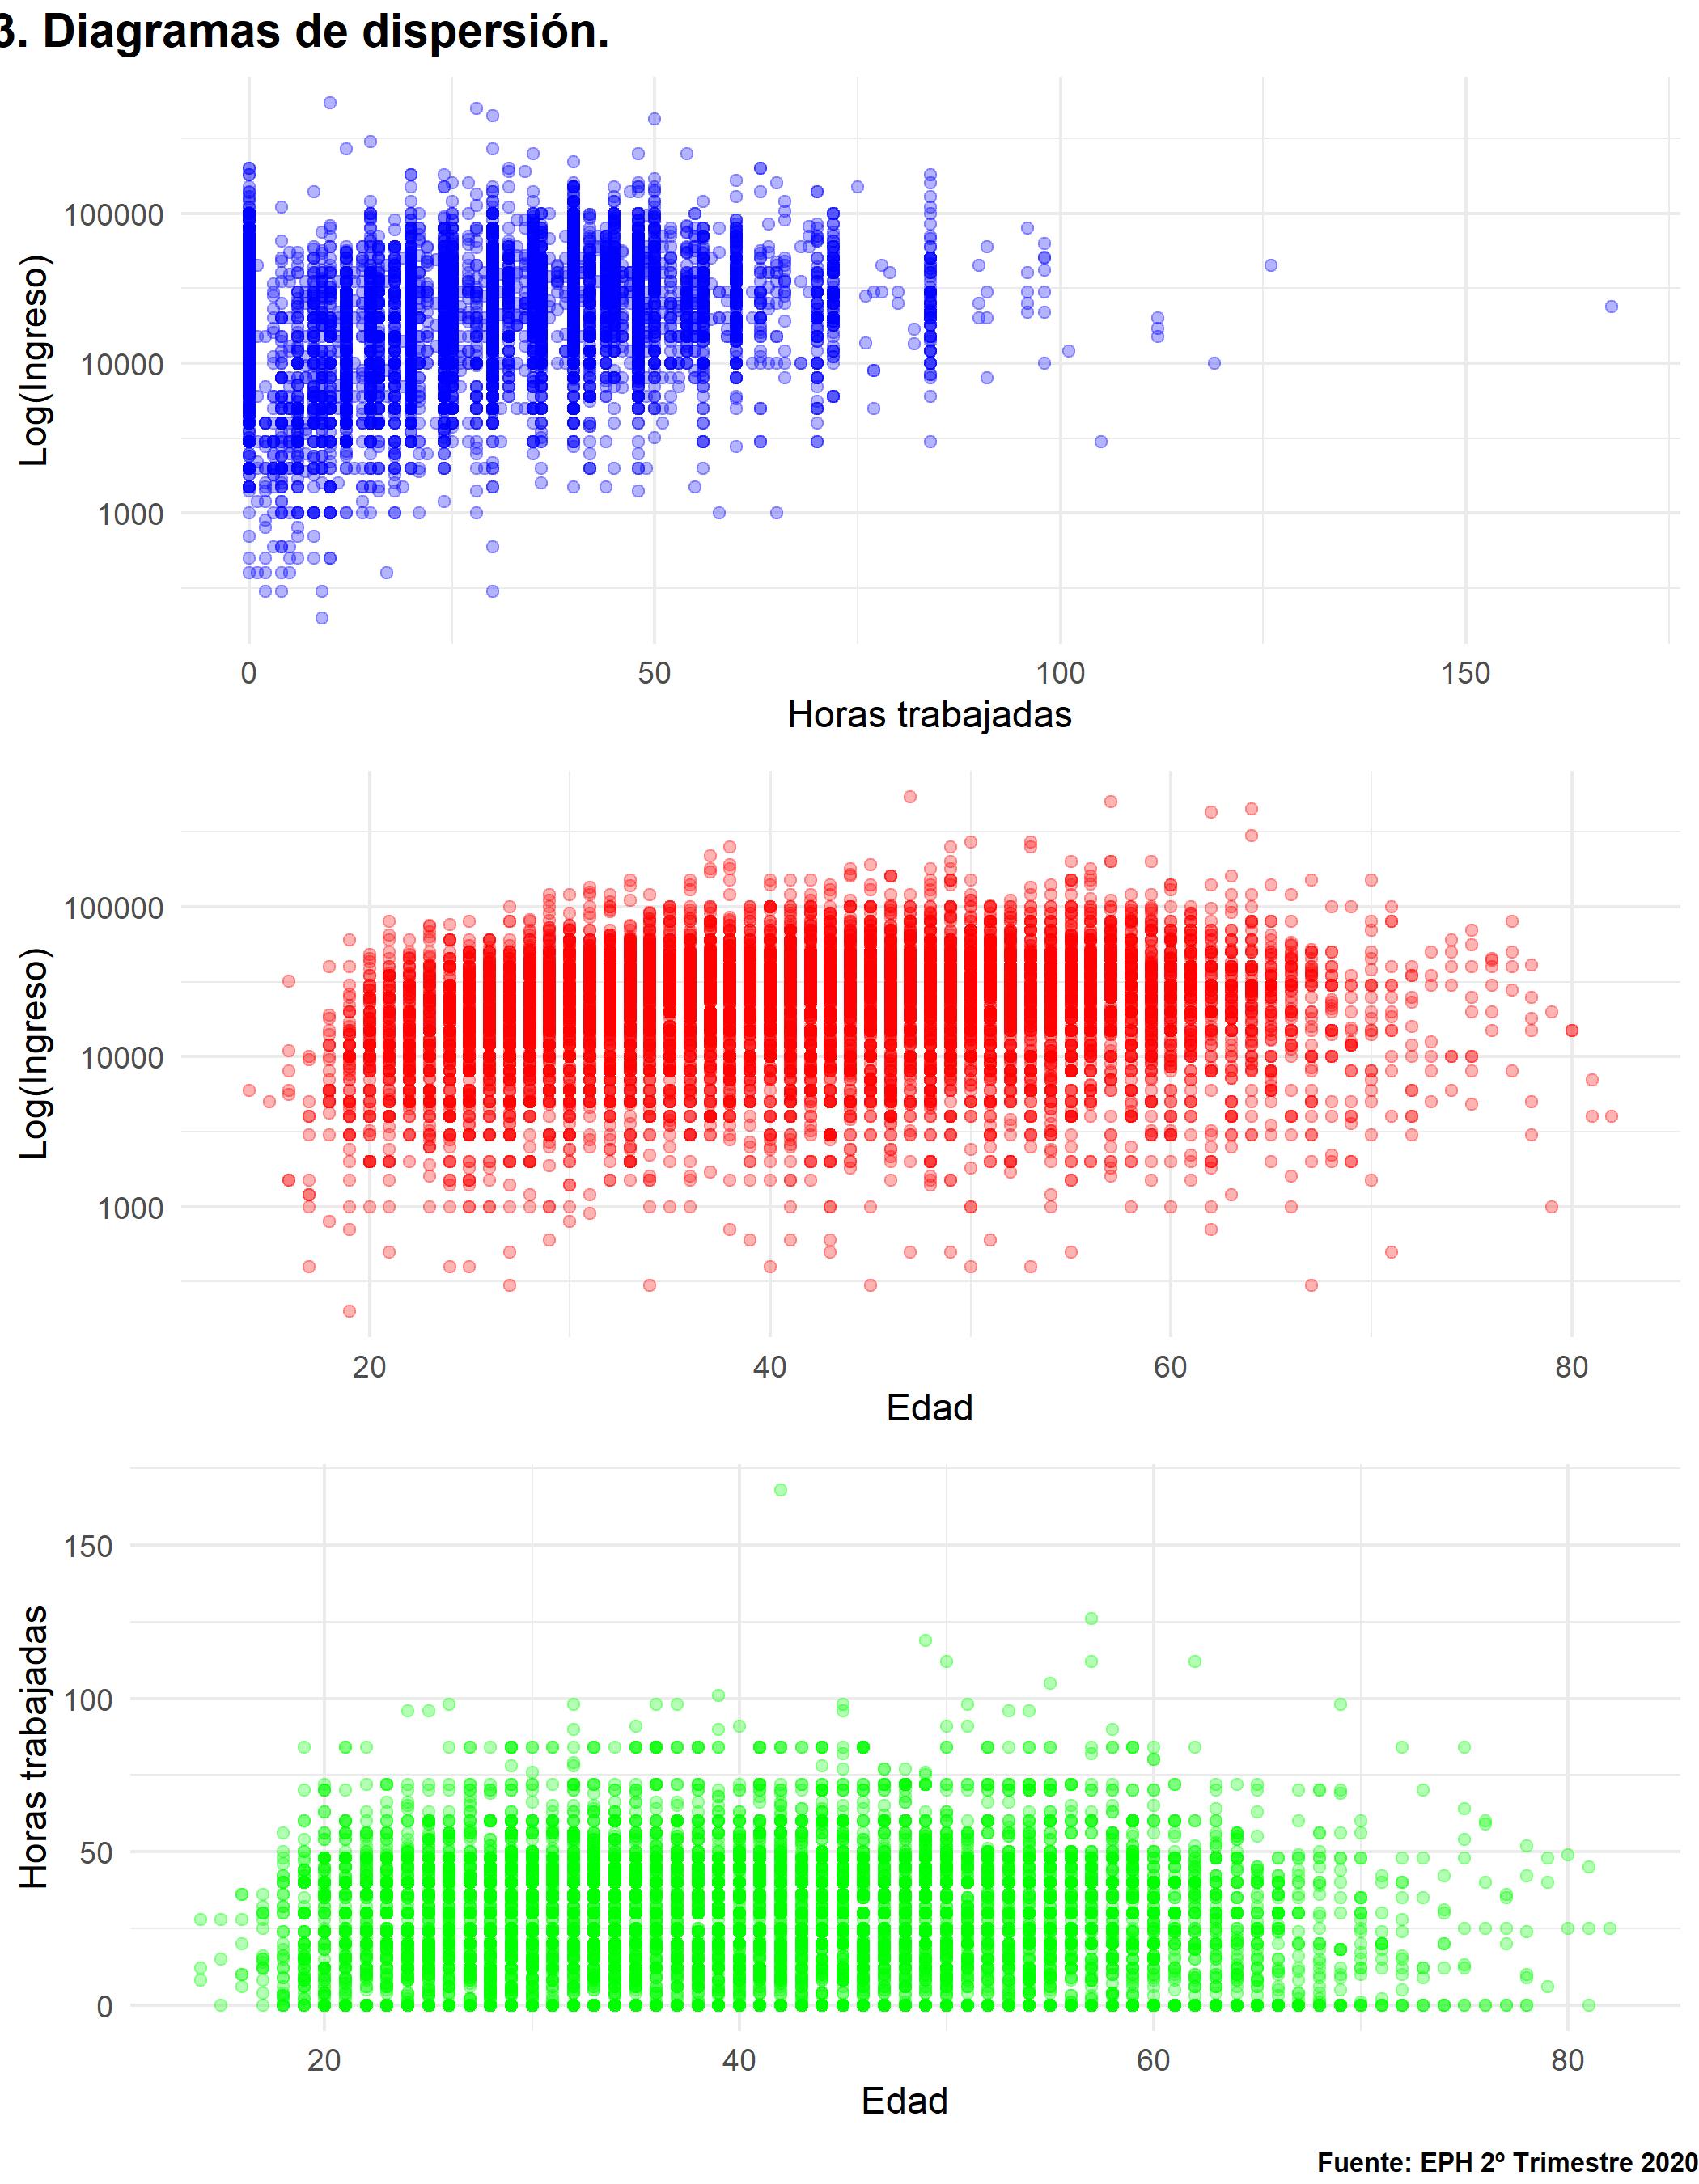 3. Diagramas de dispersión.
100000
10000
1000
Log(Ingreso)
0 50 100 150
Horas trabajadas
100000
10000
1000
Log(Ingreso)
20 40 60 80
Edad
150
100
50
0
Horas trabajadas
20 40 60 80
Edad
Fuente: EPH 2º Trimestre 2020